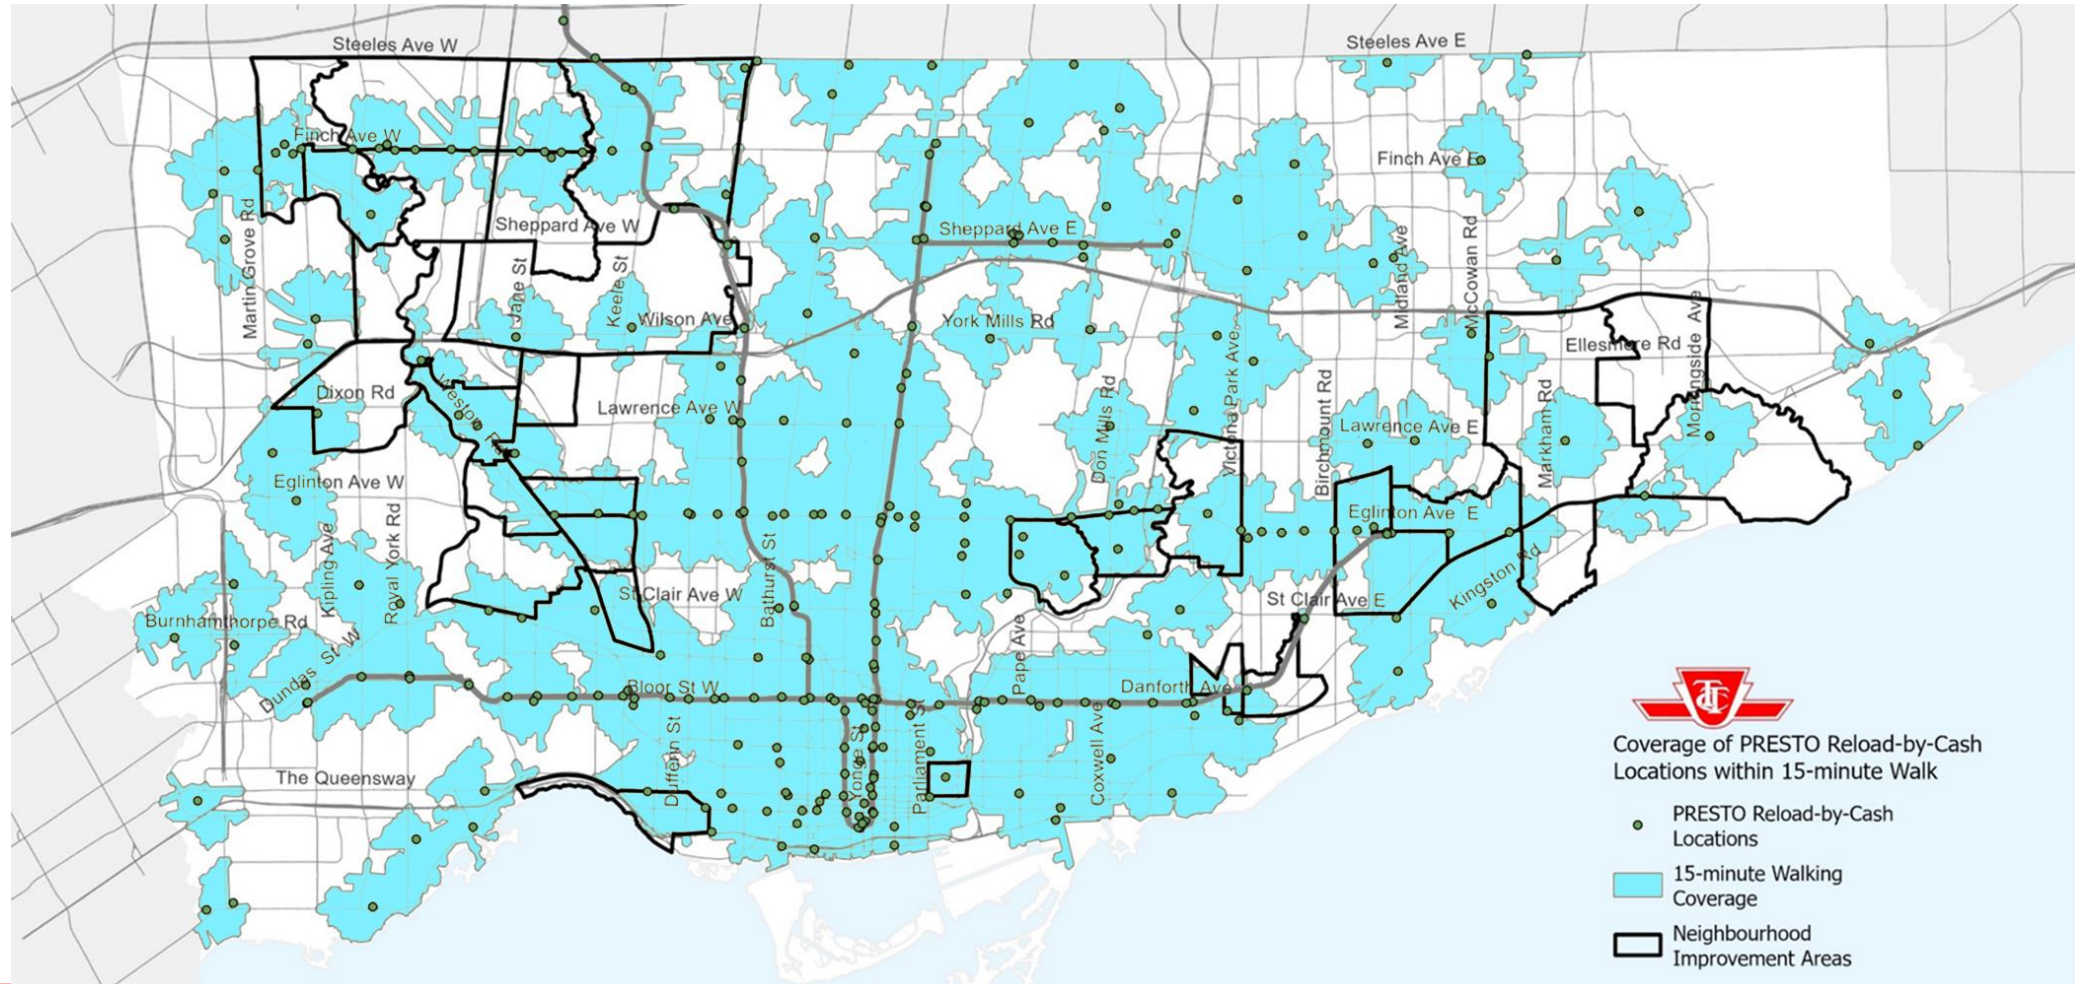 Steeles Ave W
Steeles Ave E
Finch Ave W
Finch Ave E
Martin Grove Rd
Sheppard Ave W
Sheppard Ave E
Jane St
Keele St
Wilson Ave
York Mills Rd
Midland Ave
McCowan Rd
Ellesmere Rd
Morningside Ave
Dixon Rd
Weston Rd
Lawrence Ave W
Don Mills Rd
Victoria Park Ave
Birchmount Rd
Lawrence Ave E
Markham Rd
Eglinton Ave W
Eglinton Ave E
Kipling Ave
Royal York Rd
Bathurst St
St Clair Ave W
St Clair Ave E
Kingston Rd
Burnhamthorpe Rd
Dundas St W
Bloor St W
Pape Ave
Danforth Ave
The Queensway
Dufferin St
Yonge St
Parliament St
Coxwell Ave
TTC
Coverage of PRESTO Reload-by-Cash
Locations within 15-minute Walk
PRESTO Reload-by-Cash
Locations
15-minute Walking
Coverage
Neighbourhood
Improvement Areas